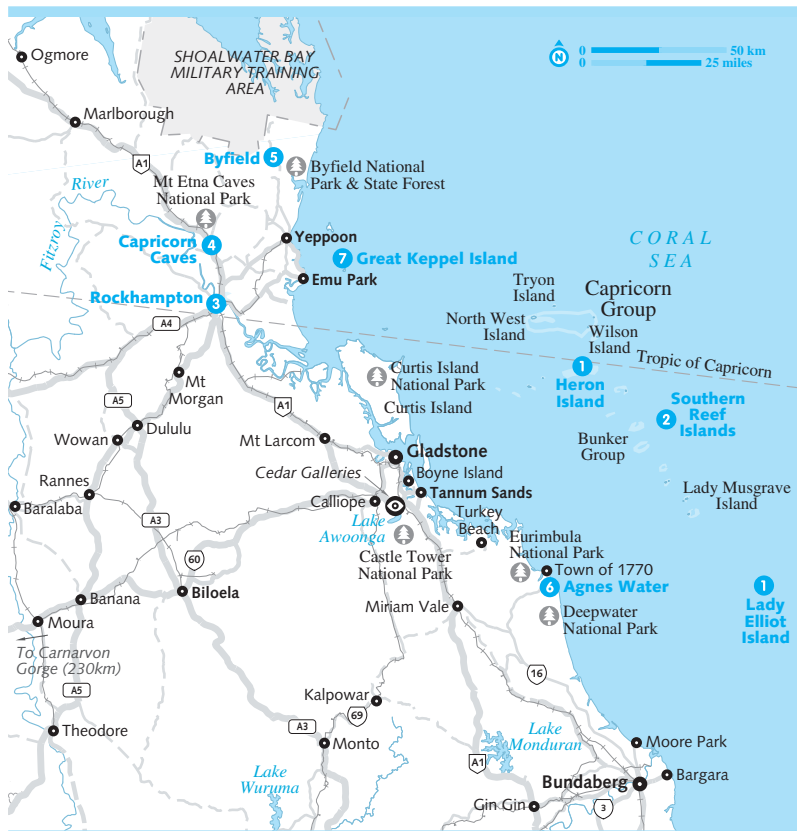 Ogmore
SHOALWATER BAY
MILITARY TRAINING
AREA
N
0
50 km
0
25 miles
Marlborough
A1
Byfield
5
Byfield National
Park & State Forest
River
Mt Etna Caves
National Park
Fitzroy
Capricorn
Caves
4
Yeppoon
7
Great Keppel Island
CORAL
SEA
Emu Park
Tryon
Island
Capricorn
Group
Rockhampton
3
North West
Island
Wilson
Island
A4
Tropic of Capricorn
1
Heron
Island
Curtis Island
National Park
Mt
Morgan
Curtis Island
A5
A1
Southern
Reef
Islands
2
Dululu
Wowan
Mt Larcom
Bunker
Group
Gladstone
Cedar Galleries
Boyne Island
Rannes
Tannum Sands
Lady Musgrave
Island
Baralaba
Calliope
A3
Lake
Awoonga
Turkey
Beach
Eurimbula
National Park
60
Castle Tower
National Park
Town of 1770
6
Agnes Water
1
Lady
Elliot
Island
Biloela
Banana
Miriam Vale
Deepwater
National Park
Moura
To Carnarvon
Gorge (230km)
16
A5
Kalpowar
69
A3
Theodore
Monto
Lake
Monduran
Moore Park
A1
Lake
Wuruma
Bundaberg
Bargara
Gin Gin
3